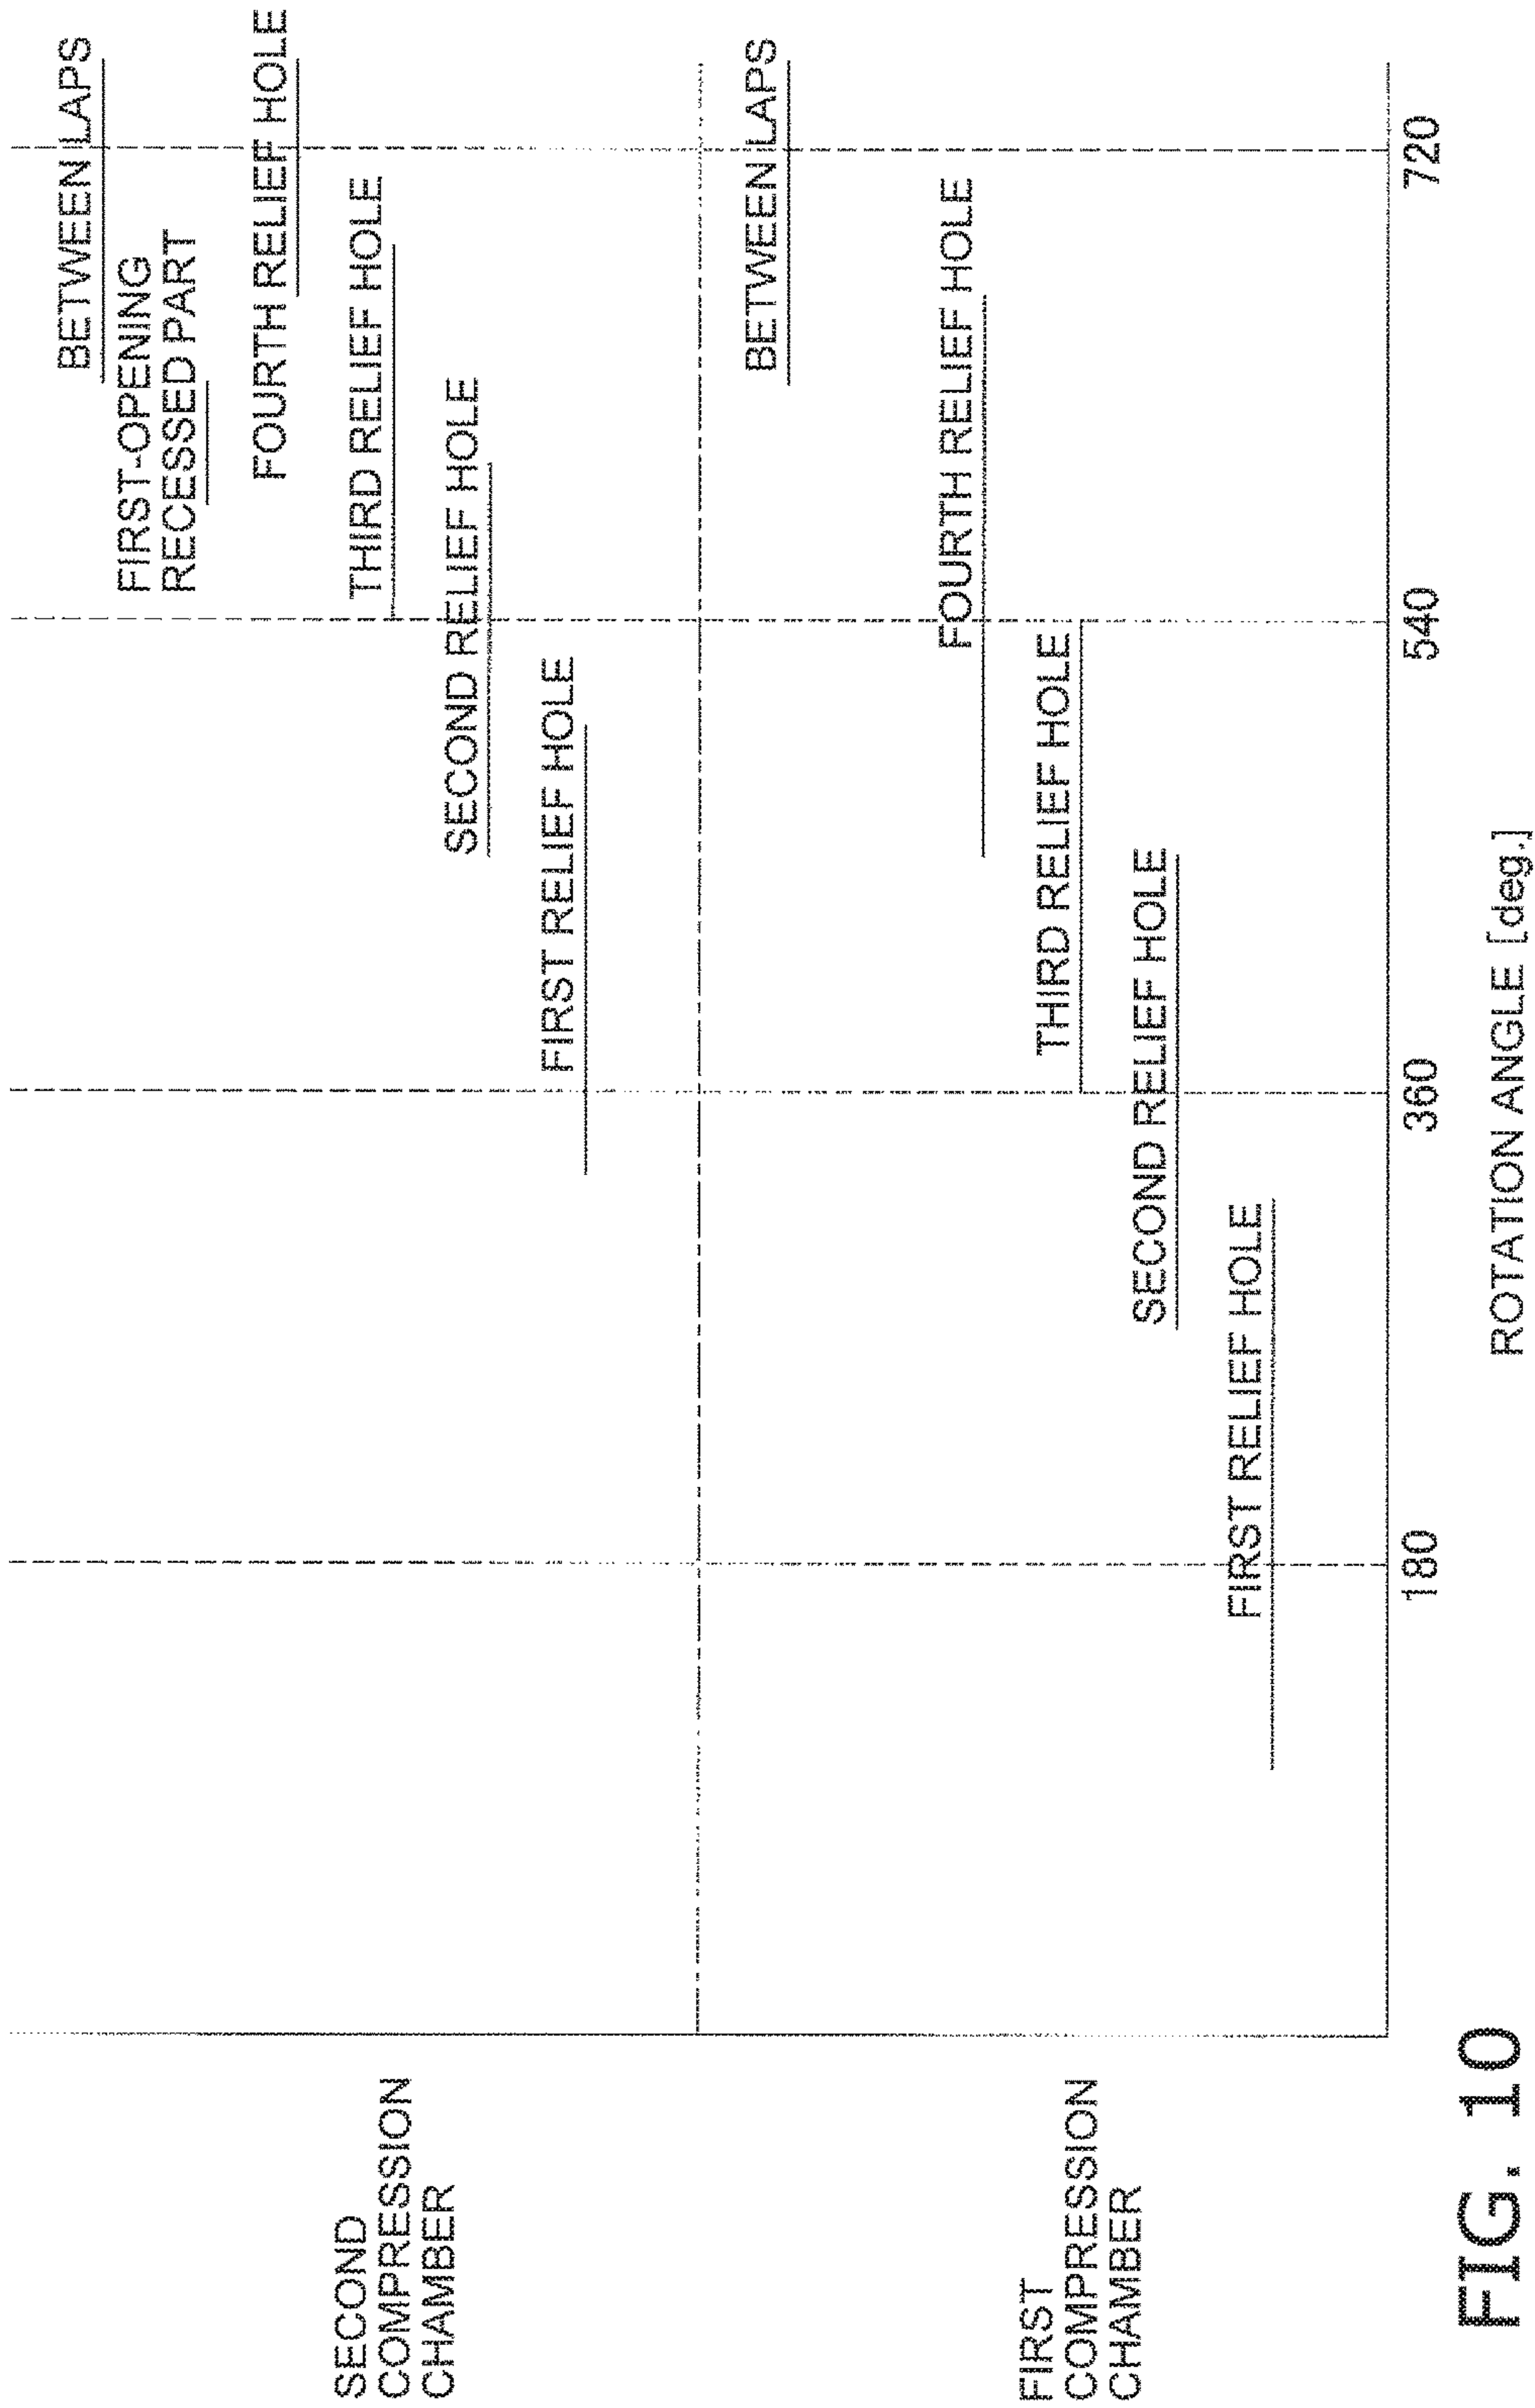 BETWEEN LAPS
FIRST-OPENING
RECESSED PART
FOURTH RELIEF HOLE
THIRD RELIEF HOLE
SECOND RELIEF HOLE
FIRST RELIEF HOLE
SECOND
COMPRESSION
CHAMBER
BETWEEN LAPS
FOURTH RELIEF HOLE
THIRD RELIEF HOLE
SECOND RELIEF HOLE
FIRST RELIEF HOLE
FIRST
COMPRESSION
CHAMBER
180 360 540 720
ROTATION ANGLE [deg.]
FIG. 10